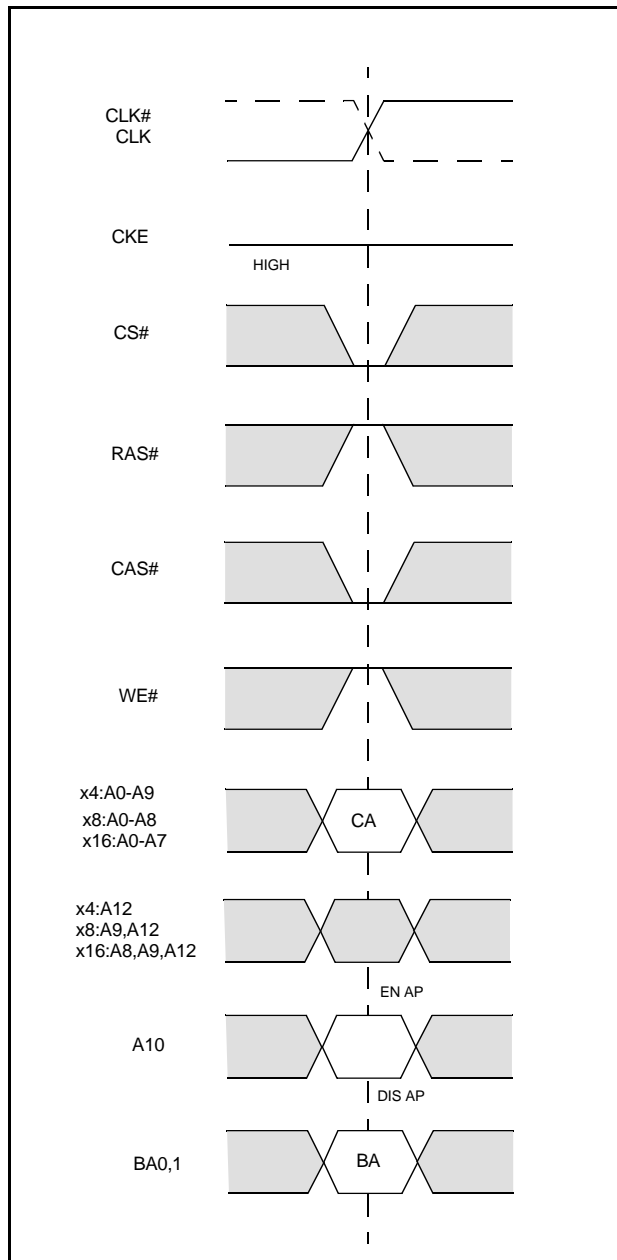 CLK#
CLK
CKE
HIGH
CS#
RAS#
CAS#
WE#
x4:A0-A9
x8:A0-A8
x16:A0-A7
CA
x4:A12
x8:A9,A12
x16:A8,A9,A12
EN AP
A10
DIS AP
BA0,1
BA